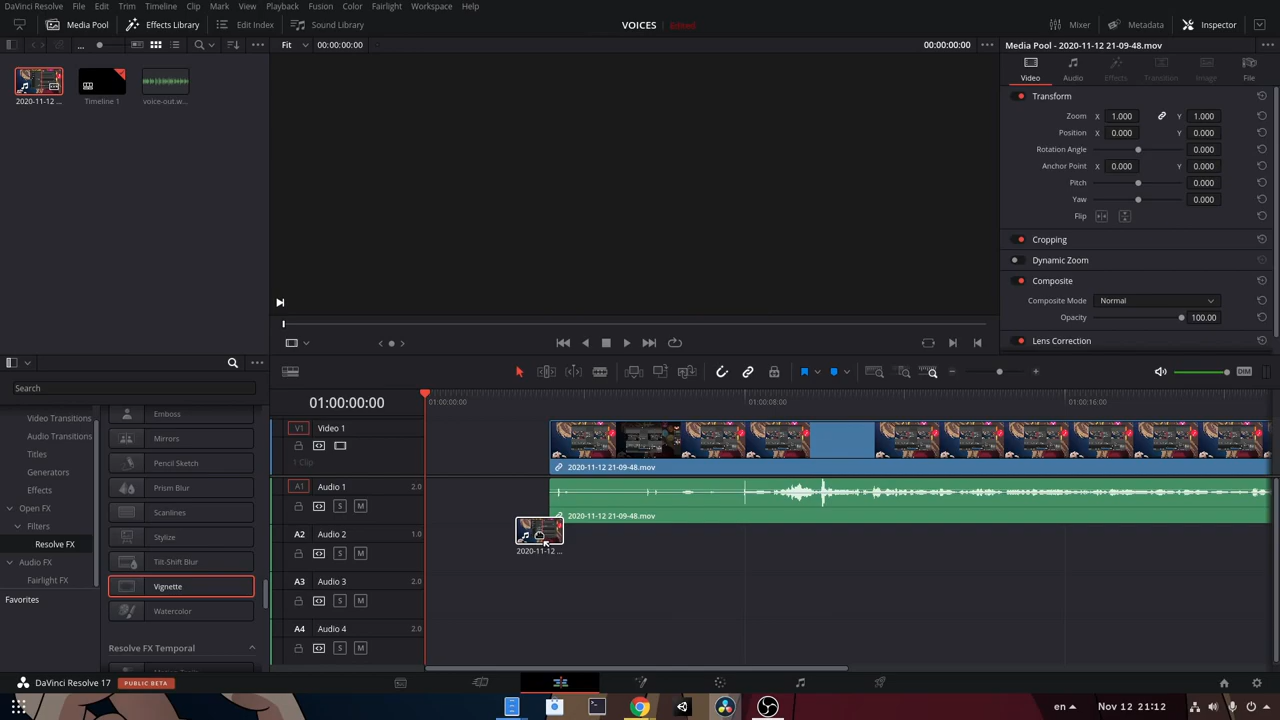 DaVinci Resolve File Edit Trim Timeline Clip Mark View Playback Fusion Color Fairlight Workspace Help
Media Pool Effects Library Edit Index Sound Library VOICES Edited Mixer Metadata Inspector
... Fit 00:00:00:00 00:00:00:00 Media Pool - 2020-11-12 21-09-48.mov
2020-11-12 ... Timeline 1 voice-out.w...
Video Audio Effects Transition Image File
Transform
Zoom X 1.000 Y 1.000
Position X 0.000 Y 0.000
Rotation Angle 0.000
Anchor Point X 0.000 Y 0.000
Pitch 0.000
Yaw 0.000
Flip
Cropping
Dynamic Zoom
Composite
Composite Mode Normal
Opacity 100.00
Lens Correction
Search
Video Transitions
Audio Transitions
Titles
Generators
Effects
Open FX
Filters
Resolve FX
Audio FX
Fairlight FX
Favorites
Emboss
Mirrors
Pencil Sketch
Prism Blur
Scanlines
Stylize
Tilt-Shift Blur
Vignette
Watercolor
Resolve FX Temporal
DIM
01:00:00:00 01:00:00:00 01:00:08:00 01:00:16:00
V1 Video 1
1 Clip
2020-11-12 21-09-48.mov
A1 Audio 1 2.0
S M
2020-11-12 21-09-48.mov
A2 Audio 2 1.0
S M
2020-11-12 ...
A3 Audio 3 2.0
S M
A4 Audio 4 2.0
S M
DaVinci Resolve 17 PUBLIC BETA
en Nov 12 21:12